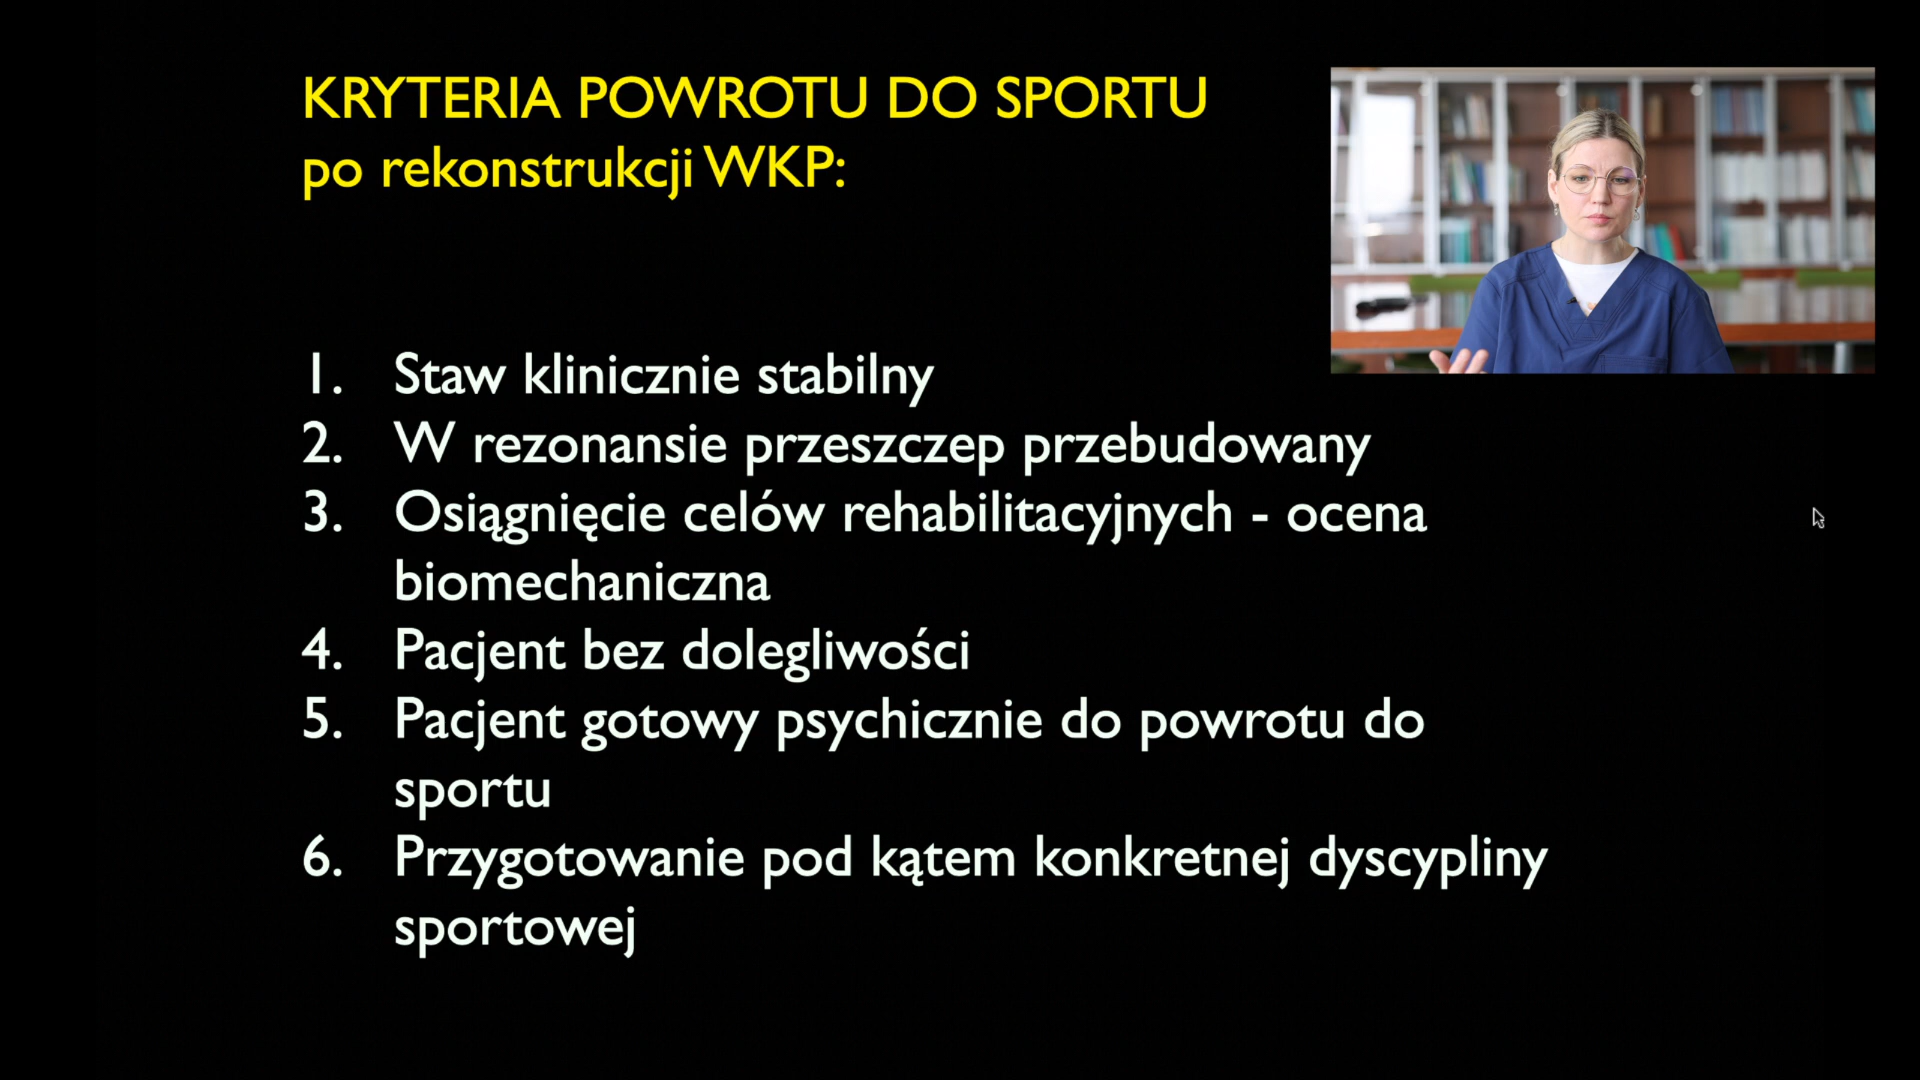 KRYTERIA POWROTU DO SPORTU
po rekonstrukcji WKP:
1. Staw klinicznie stabilny
2. W rezonansie przeszczep przebudowany
3. Osiągnięcie celów rehabilitacyjnych - ocena
biomechaniczna
4. Pacjent bez dolegliwości
5. Pacjent gotowy psychicznie do powrotu do
sportu
6. Przygotowanie pod kątem konkretnej dyscypliny
sportowej